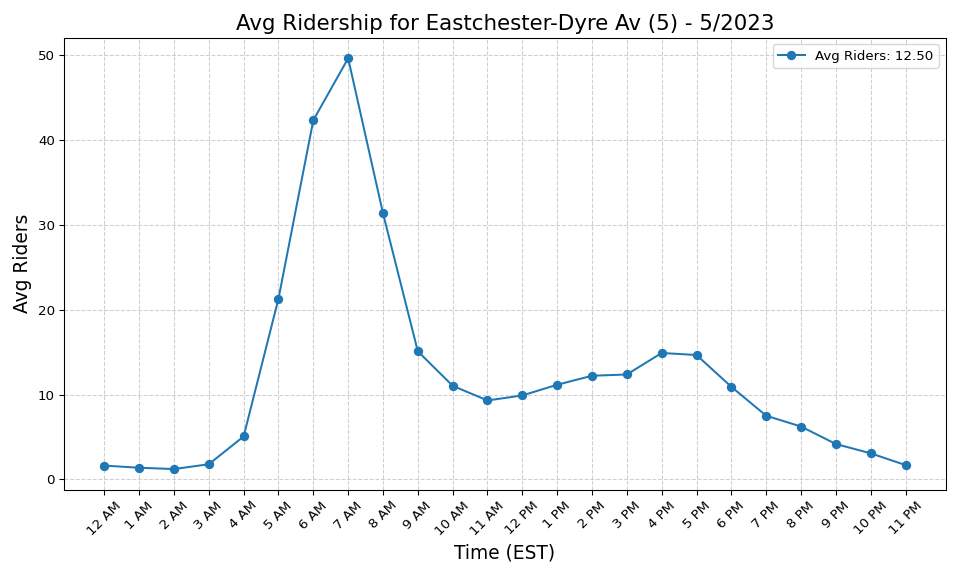 Avg Ridership for Eastchester-Dyre Av (5) - 5/2023
Avg Riders: 12.50
50
40
30
20
10
0
Avg Riders
12 AM
1 AM
2 AM
3 AM
4 AM
5 AM
6 AM
7 AM
8 AM
9 AM
10 AM
11 AM
12 PM
1 PM
2 PM
3 PM
4 PM
5 PM
6 PM
7 PM
8 PM
9 PM
10 PM
11 PM
Time (EST)